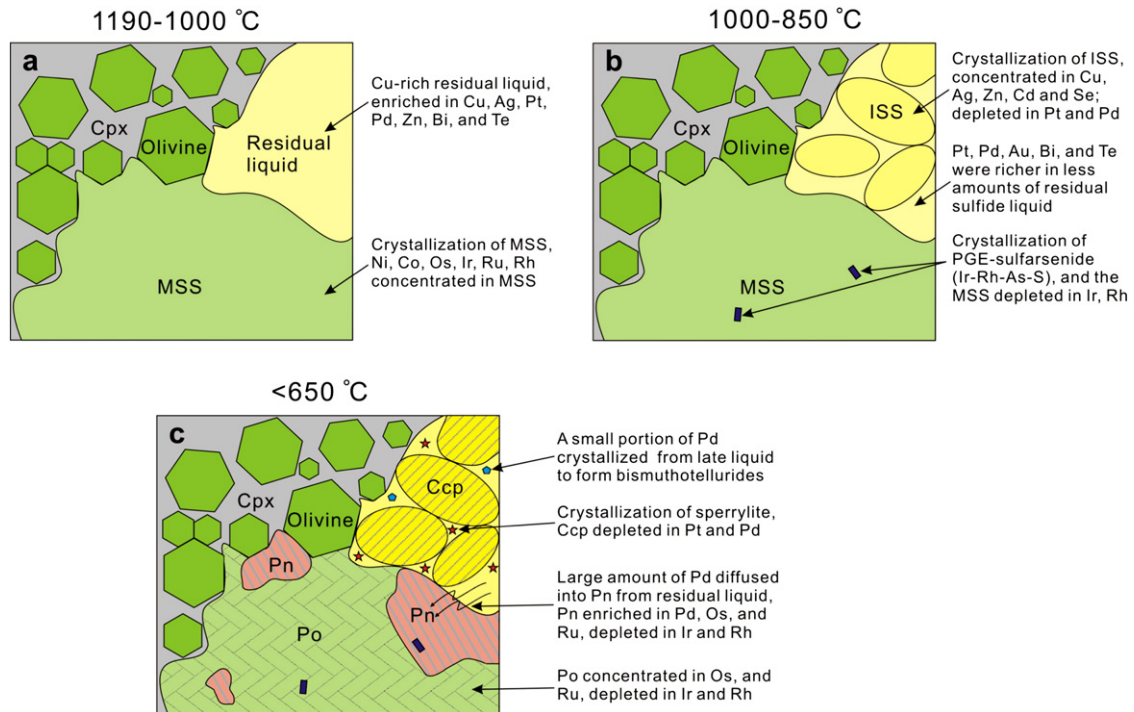 1190-1000 °C
a
Cpx
Olivine
Residual
liquid
MSS
Cu-rich residual liquid,
enriched in Cu, Ag, Pt,
Pd, Zn, Bi, and Te
Crystallization of MSS,
Ni, Co, Os, Ir, Ru, Rh
concentrated in MSS
1000-850 °C
b
Cpx
Olivine
ISS
MSS
Crystallization of ISS,
concentrated in Cu,
Ag, Zn, Cd and Se;
depleted in Pt and Pd
Pt, Pd, Au, Bi, and Te
were richer in less
amounts of residual
sulfide liquid
Crystallization of
PGE-sulfarsenide
(Ir-Rh-As-S), and the
MSS depleted in Ir, Rh
<650 °C
c
Cpx
Olivine
Ccp
Pn
Pn
Po
A small portion of Pd
crystallized from late liquid
to form bismuthotellurides
Crystallization of sperrylite,
Ccp depleted in Pt and Pd
Large amount of Pd diffused
into Pn from residual liquid,
Pn enriched in Pd, Os, and
Ru, depleted in Ir and Rh
Po concentrated in Os, and
Ru, depleted in Ir and Rh